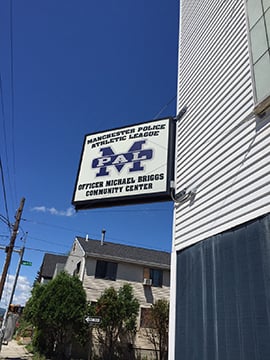 MANCHESTER POLICE
ATHLETIC LEAGUE
M
PAL
OFFICER MICHAEL BRIGGS
COMMUNITY CENTER